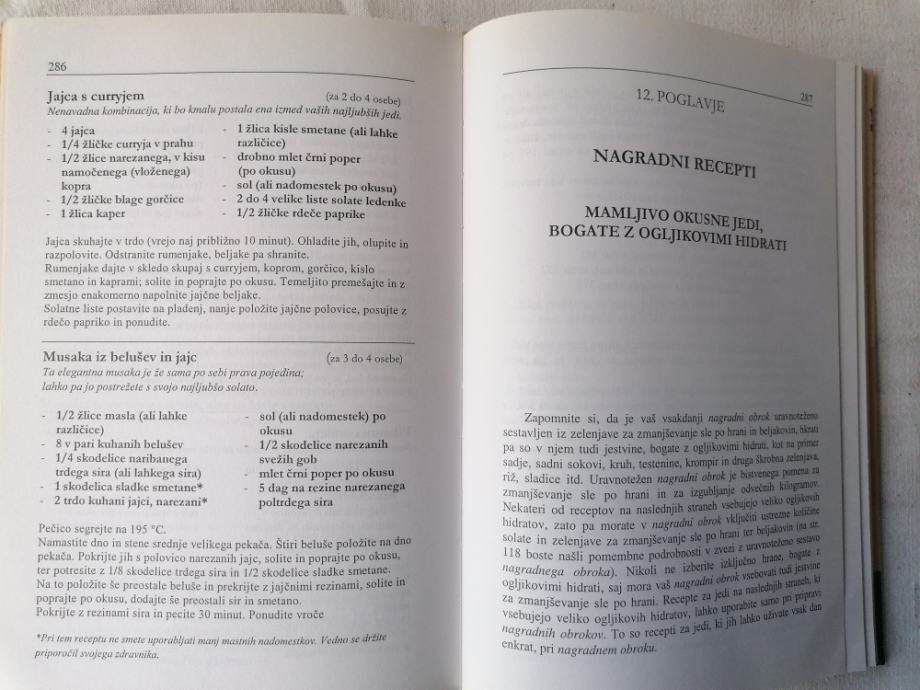 286
Jajca s curryjem (za 2 do 4 osebe)
Nenavadna kombinacija, ki bo kmalu postala ena izmed vaših najljubših jedi.
- 4 jajca
- 1/4 žličke curryja v prahu
- 1/2 žlice narezanega, v kisu
namočenega (vloženega)
kopra
- 1/2 žličke blage gorčice
- 1 žlica kaper
- 1 žlica kisle smetane (ali lahke
različice)
- drobno mlet črni poper
(po okusu)
- sol (ali nadomestek po okusu)
- 2 do 4 velike liste solate ledenke
- 1/2 žličke rdeče paprike
Jajca skuhajte v trdo (vrejo naj približno 10 minut). Ohladite jih, olupite in
razpolovite. Odstranite rumenjake, beljake pa shranite.
Rumenjake dajte v skledo skupaj s curryjem, koprom, gorčico, kislo
smetano in kaprami; solite in poprajte po okusu. Temeljito premešajte in z
zmesjo enakomerno napolnite jajčne beljake.
Solatne liste postavite na pladenj, nanje položite jajčne polovice, posujte z
rdečo papriko in ponudite.
Musaka iz belušev in jajc (za 3 do 4 osebe)
Ta elegantna musaka je že sama po sebi prava pojedina;
lahko pa jo postrežete s svojo najljubšo solato.
- 1/2 žlice masla (ali lahke
različice)
- 8 v pari kuhanih belušev
- 1/4 skodelice naribanega
trdega sira (ali lahkega sira)
- 1 skodelica sladke smetane*
- 2 trdo kuhani jajci, narezani*
- sol (ali nadomestek) po
okusu
- 1/2 skodelice narezanih
svežih gob
- mlet črni poper po okusu
- 5 dag na rezine narezanega
poltrdega sira
Pečico segrejte na 195 °C.
Namastite dno in stene srednje velikega pekača. Štiri beluše položite na dno
pekača. Pokrijte jih s polovico narezanih jajc, solite in poprajte po okusu,
ter potresite z 1/8 skodelice trdega sira in 1/2 skodelice sladke smetane.
Na to položite še preostale beluše in prekrijte z jajčnimi rezinami, solite in
poprajte po okusu, dodajte še preostali sir in smetano.
Pokrijte z rezinami sira in pecite 30 minut. Ponudite vroče
*Pri tem receptu ne smete uporabljati manj mastnih nadomestkov. Vedno se držite
priporočil svojega zdravnika.
287
12. POGLAVJE
NAGRADNI RECEPTI
MAMLJIVO OKUSNE JEDI,
BOGATE Z OGLJIKOVIMI HIDRATI
Zapomnite si, da je vaš vsakdanji nagradni obrok uravnoteženo
sestavljen iz zelenjave za zmanjševanje sle po hrani in beljakovin, hkrati
pa so v njem tudi jestvine, bogate z ogljikovimi hidrati, kot na primer
sadje, sadni sokovi, kruh, testenine, krompir in druga škrobna zelenjava,
riž, sladice itd. Uravnotežen nagradni obrok je bistvenega pomena za
zmanjševanje sle po hrani in za izgubljanje odvečnih kilogramov.
Nekateri od receptov na naslednjih straneh vsebujejo veliko ogljikovih
hidratov, zato pa morate v nagradni obrok vključiti ustrezne količine
solate in zelenjave za zmanjševanje sle po hrani ter beljakovin (na str.
118 boste našli pomembne podrobnosti v zvezi z uravnoteženo sestavo
nagradnega obroka). Nikoli ne izberite izključno hrane, bogate z
ogljikovimi hidrati, saj mora vaš nagradni obrok vsebovati tudi jestvine
za zmanjševanje sle po hrani. Recepte za jedi na naslednjih straneh, ki
vsebujejo veliko ogljikovih hidratov, lahko uporabite samo pri pripravi
nagradnih obrokov. To so recepti za jedi, ki jih lahko uživate vsak dan
enkrat, pri nagradnem obroku.